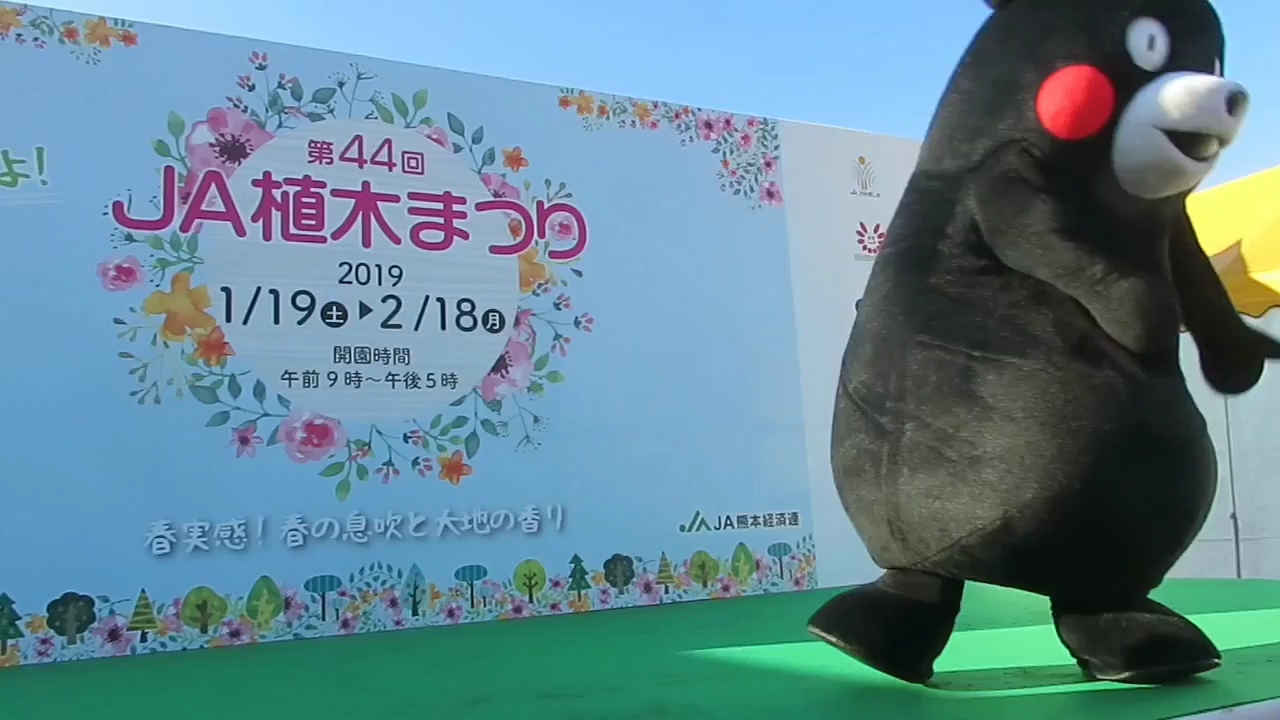 よ!
第44回
JA植木まつり
2019
1/19土▶2/18月
開園時間
午前9時～午後5時
春実感!春の息吹と大地の香り
JA熊本経済連